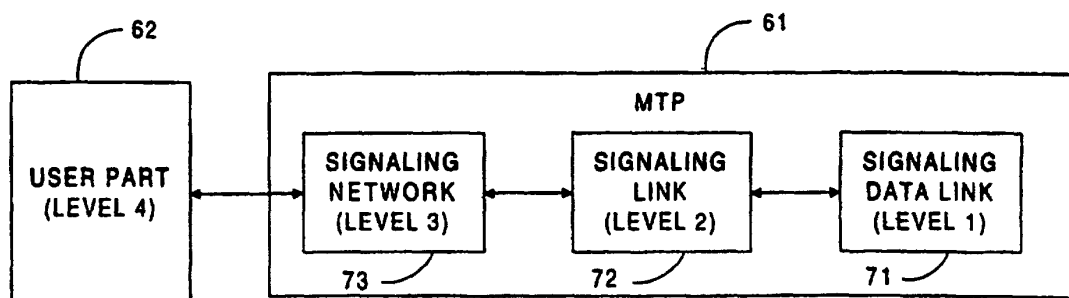 62
61
MTP
USER PART
(LEVEL 4)
SIGNALING
NETWORK
(LEVEL 3)
SIGNALING
LINK
(LEVEL 2)
SIGNALING
DATA LINK
(LEVEL 1)
73
72
71